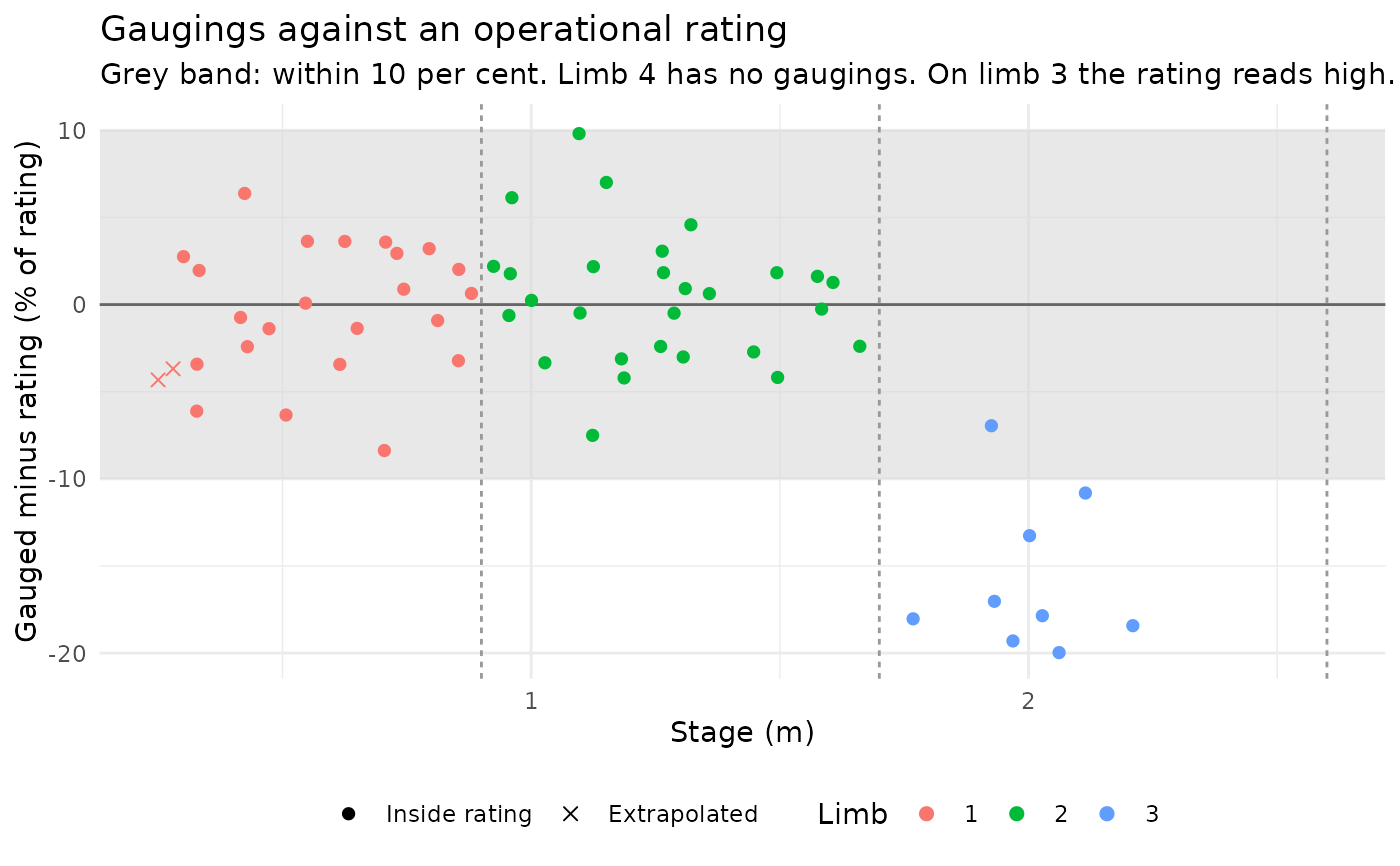 Gaugings against an operational rating
Grey band: within 10 per cent. Limb 4 has no gaugings. On limb 3 the rating reads high.
Gauged minus rating (% of rating)
10
0
-10
-20
1
2
Stage (m)
Inside rating
Extrapolated
Limb
1
2
3